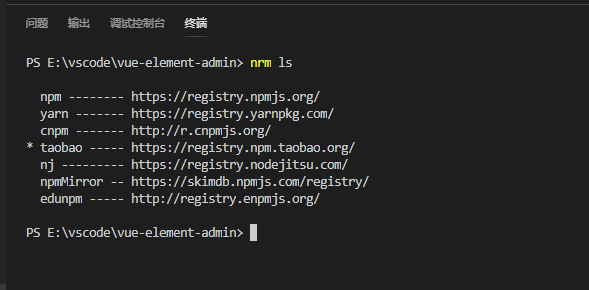 问题 输出 调试控制台 终端
PS E:\vscode\vue-element-admin> nrm ls
npm -------- https://registry.npmjs.org/
yarn ------- https://registry.yarnpkg.com/
cnpm ------- http://r.cnpmjs.org/
* taobao ----- https://registry.npm.taobao.org/
nj --------- https://registry.nodejitsu.com/
npmMirror -- https://skimdb.npmjs.com/registry/
edunpm ----- http://registry.enpmjs.org/
PS E:\vscode\vue-element-admin>